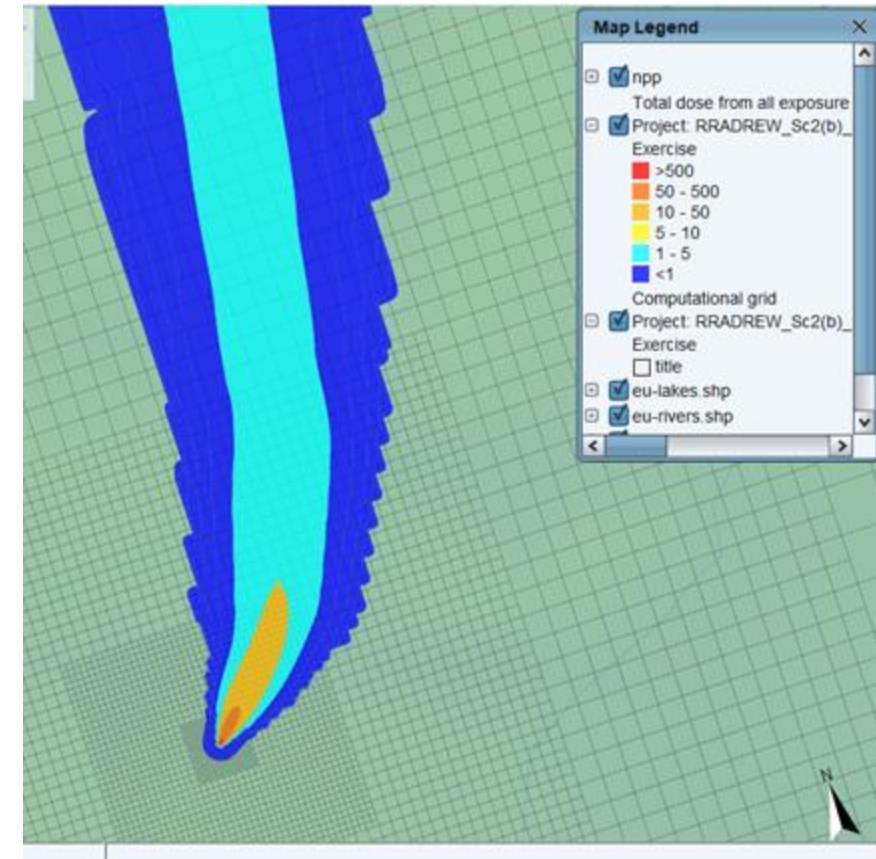 Map Legend
npp
Total dose from all exposure
Project: RRADREW_Sc2(b)_
Exercise
>500
50 - 500
10 - 50
5 - 10
1 - 5
<1
Computational grid
Project: RRADREW_Sc2(b)_
Exercise
title
eu-lakes.shp
eu-rivers.shp
N